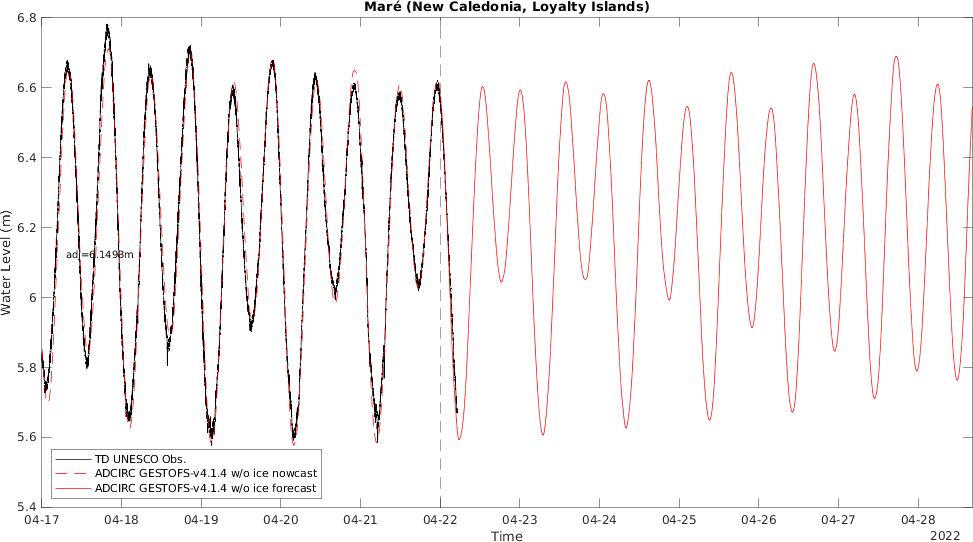 Maré (New Caledonia, Loyalty Islands)
6.8
6.6
6.4
6.2
6
5.8
5.6
5.4
Water Level (m)
adj=6.1493m
TD UNESCO Obs.
ADCIRC GESTOFS-v4.1.4 w/o ice nowcast
ADCIRC GESTOFS-v4.1.4 w/o ice forecast
04-17 04-18 04-19 04-20 04-21 04-22 04-23 04-24 04-25 04-26 04-27 04-28
2022
Time